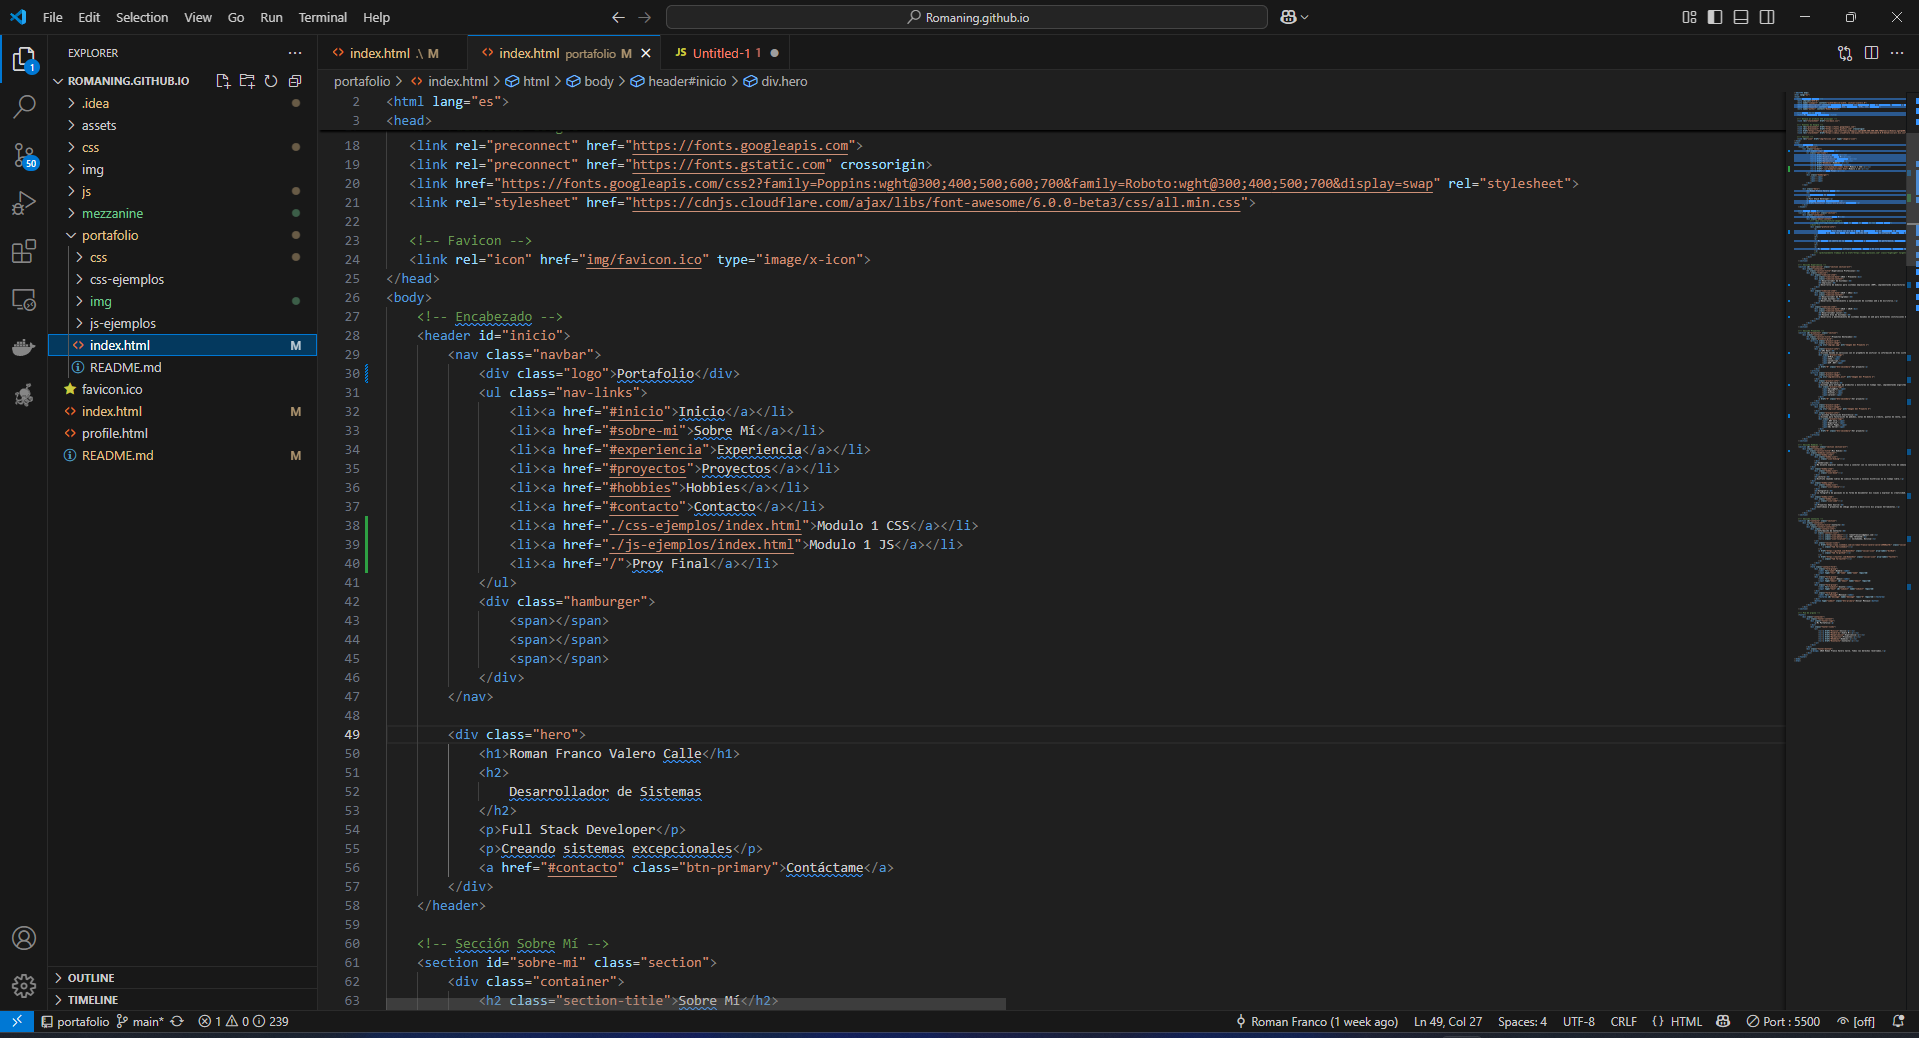 File Edit Selection View Go Run Terminal Help
Romaning.github.io
EXPLORER
ROMANING.GITHUB.IO
.idea
assets
css
img
js
mezzanine
portafolio
css
css-ejemplos
img
js-ejemplos
index.html M
README.md
favicon.ico
index.html M
profile.html
README.md M
OUTLINE
TIMELINE
1
50
index.html .\ M
index.html portafolio M
JS Untitled-1 1
portafolio > index.html > html > body > header#inicio > div.hero
2 <html lang="es">
3 <head>
18 <link rel="preconnect" href="https://fonts.googleapis.com">
19 <link rel="preconnect" href="https://fonts.gstatic.com" crossorigin>
20 <link href="https://fonts.googleapis.com/css2?family=Poppins:wght@300;400;500;600;700&family=Roboto:wght@300;400;500;700&display=swap" rel="stylesheet">
21 <link rel="stylesheet" href="https://cdnjs.cloudflare.com/ajax/libs/font-awesome/6.0.0-beta3/css/all.min.css">
22
23 <!-- Favicon -->
24 <link rel="icon" href="img/favicon.ico" type="image/x-icon">
25 </head>
26 <body>
27 <!-- Encabezado -->
28 <header id="inicio">
29 <nav class="navbar">
30 <div class="logo">Portafolio</div>
31 <ul class="nav-links">
32 <li><a href="#inicio">Inicio</a></li>
33 <li><a href="#sobre-mi">Sobre Mí</a></li>
34 <li><a href="#experiencia">Experiencia</a></li>
35 <li><a href="#proyectos">Proyectos</a></li>
36 <li><a href="#hobbies">Hobbies</a></li>
37 <li><a href="#contacto">Contacto</a></li>
38 <li><a href="./css-ejemplos/index.html">Modulo 1 CSS</a></li>
39 <li><a href="./js-ejemplos/index.html">Modulo 1 JS</a></li>
40 <li><a href="/">Proy Final</a></li>
41 </ul>
42 <div class="hamburger">
43 <span></span>
44 <span></span>
45 <span></span>
46 </div>
47 </nav>
48
49 <div class="hero">
50 <h1>Roman Franco Valero Calle</h1>
51 <h2>
52 Desarrollador de Sistemas
53 </h2>
54 <p>Full Stack Developer</p>
55 <p>Creando sistemas excepcionales</p>
56 <a href="#contacto" class="btn-primary">Contáctame</a>
57 </div>
58 </header>
59
60 <!-- Sección Sobre Mí -->
61 <section id="sobre-mi" class="section">
62 <div class="container">
63 <h2 class="section-title">Sobre Mí</h2>
portafolio main* 1 0 239
Roman Franco (1 week ago) Ln 49, Col 27 Spaces: 4 UTF-8 CRLF {} HTML Port : 5500 [off]